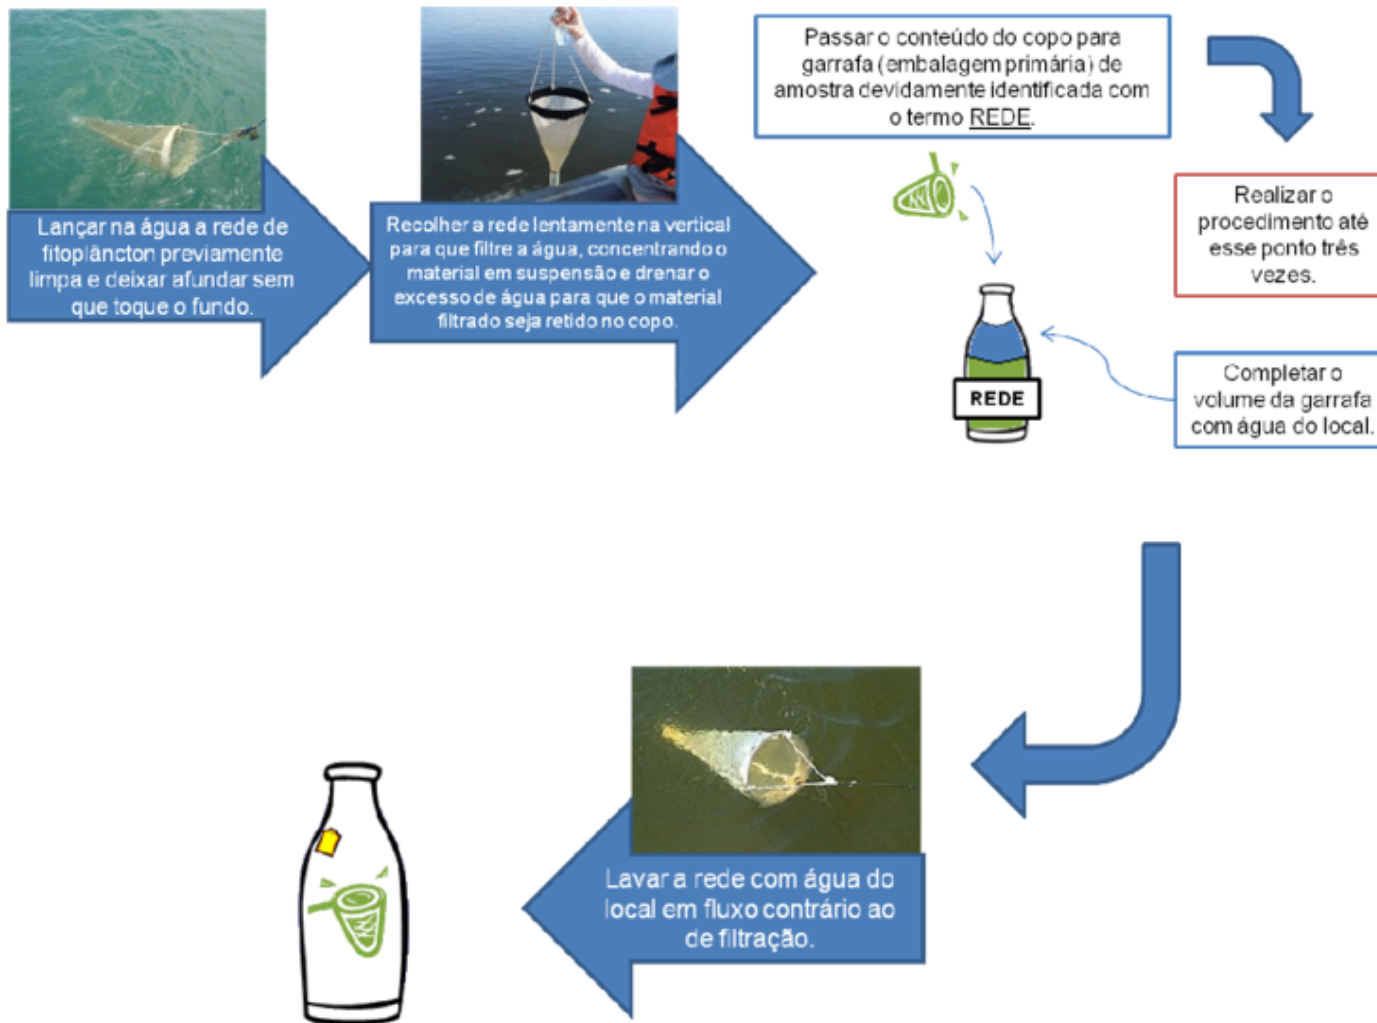 Lançar na água a rede de
fitoplâncton previamente
limpa e deixar afundar sem
que toque o fundo.
Recolher a rede lentamente na vertical
para que filtre a água, concentrando o
material em suspensão e drenar o
excesso de água para que o material
filtrado seja retido no copo.
Passar o conteúdo do copo para
garrafa (embalagem primária) de
amostra devidamente identificada com
o termo REDE.
Realizar o
procedimento até
esse ponto três
vezes.
REDE
Completar o
volume da garrafa
com água do local.
Lavar a rede com água do
local em fluxo contrário ao
de filtração.